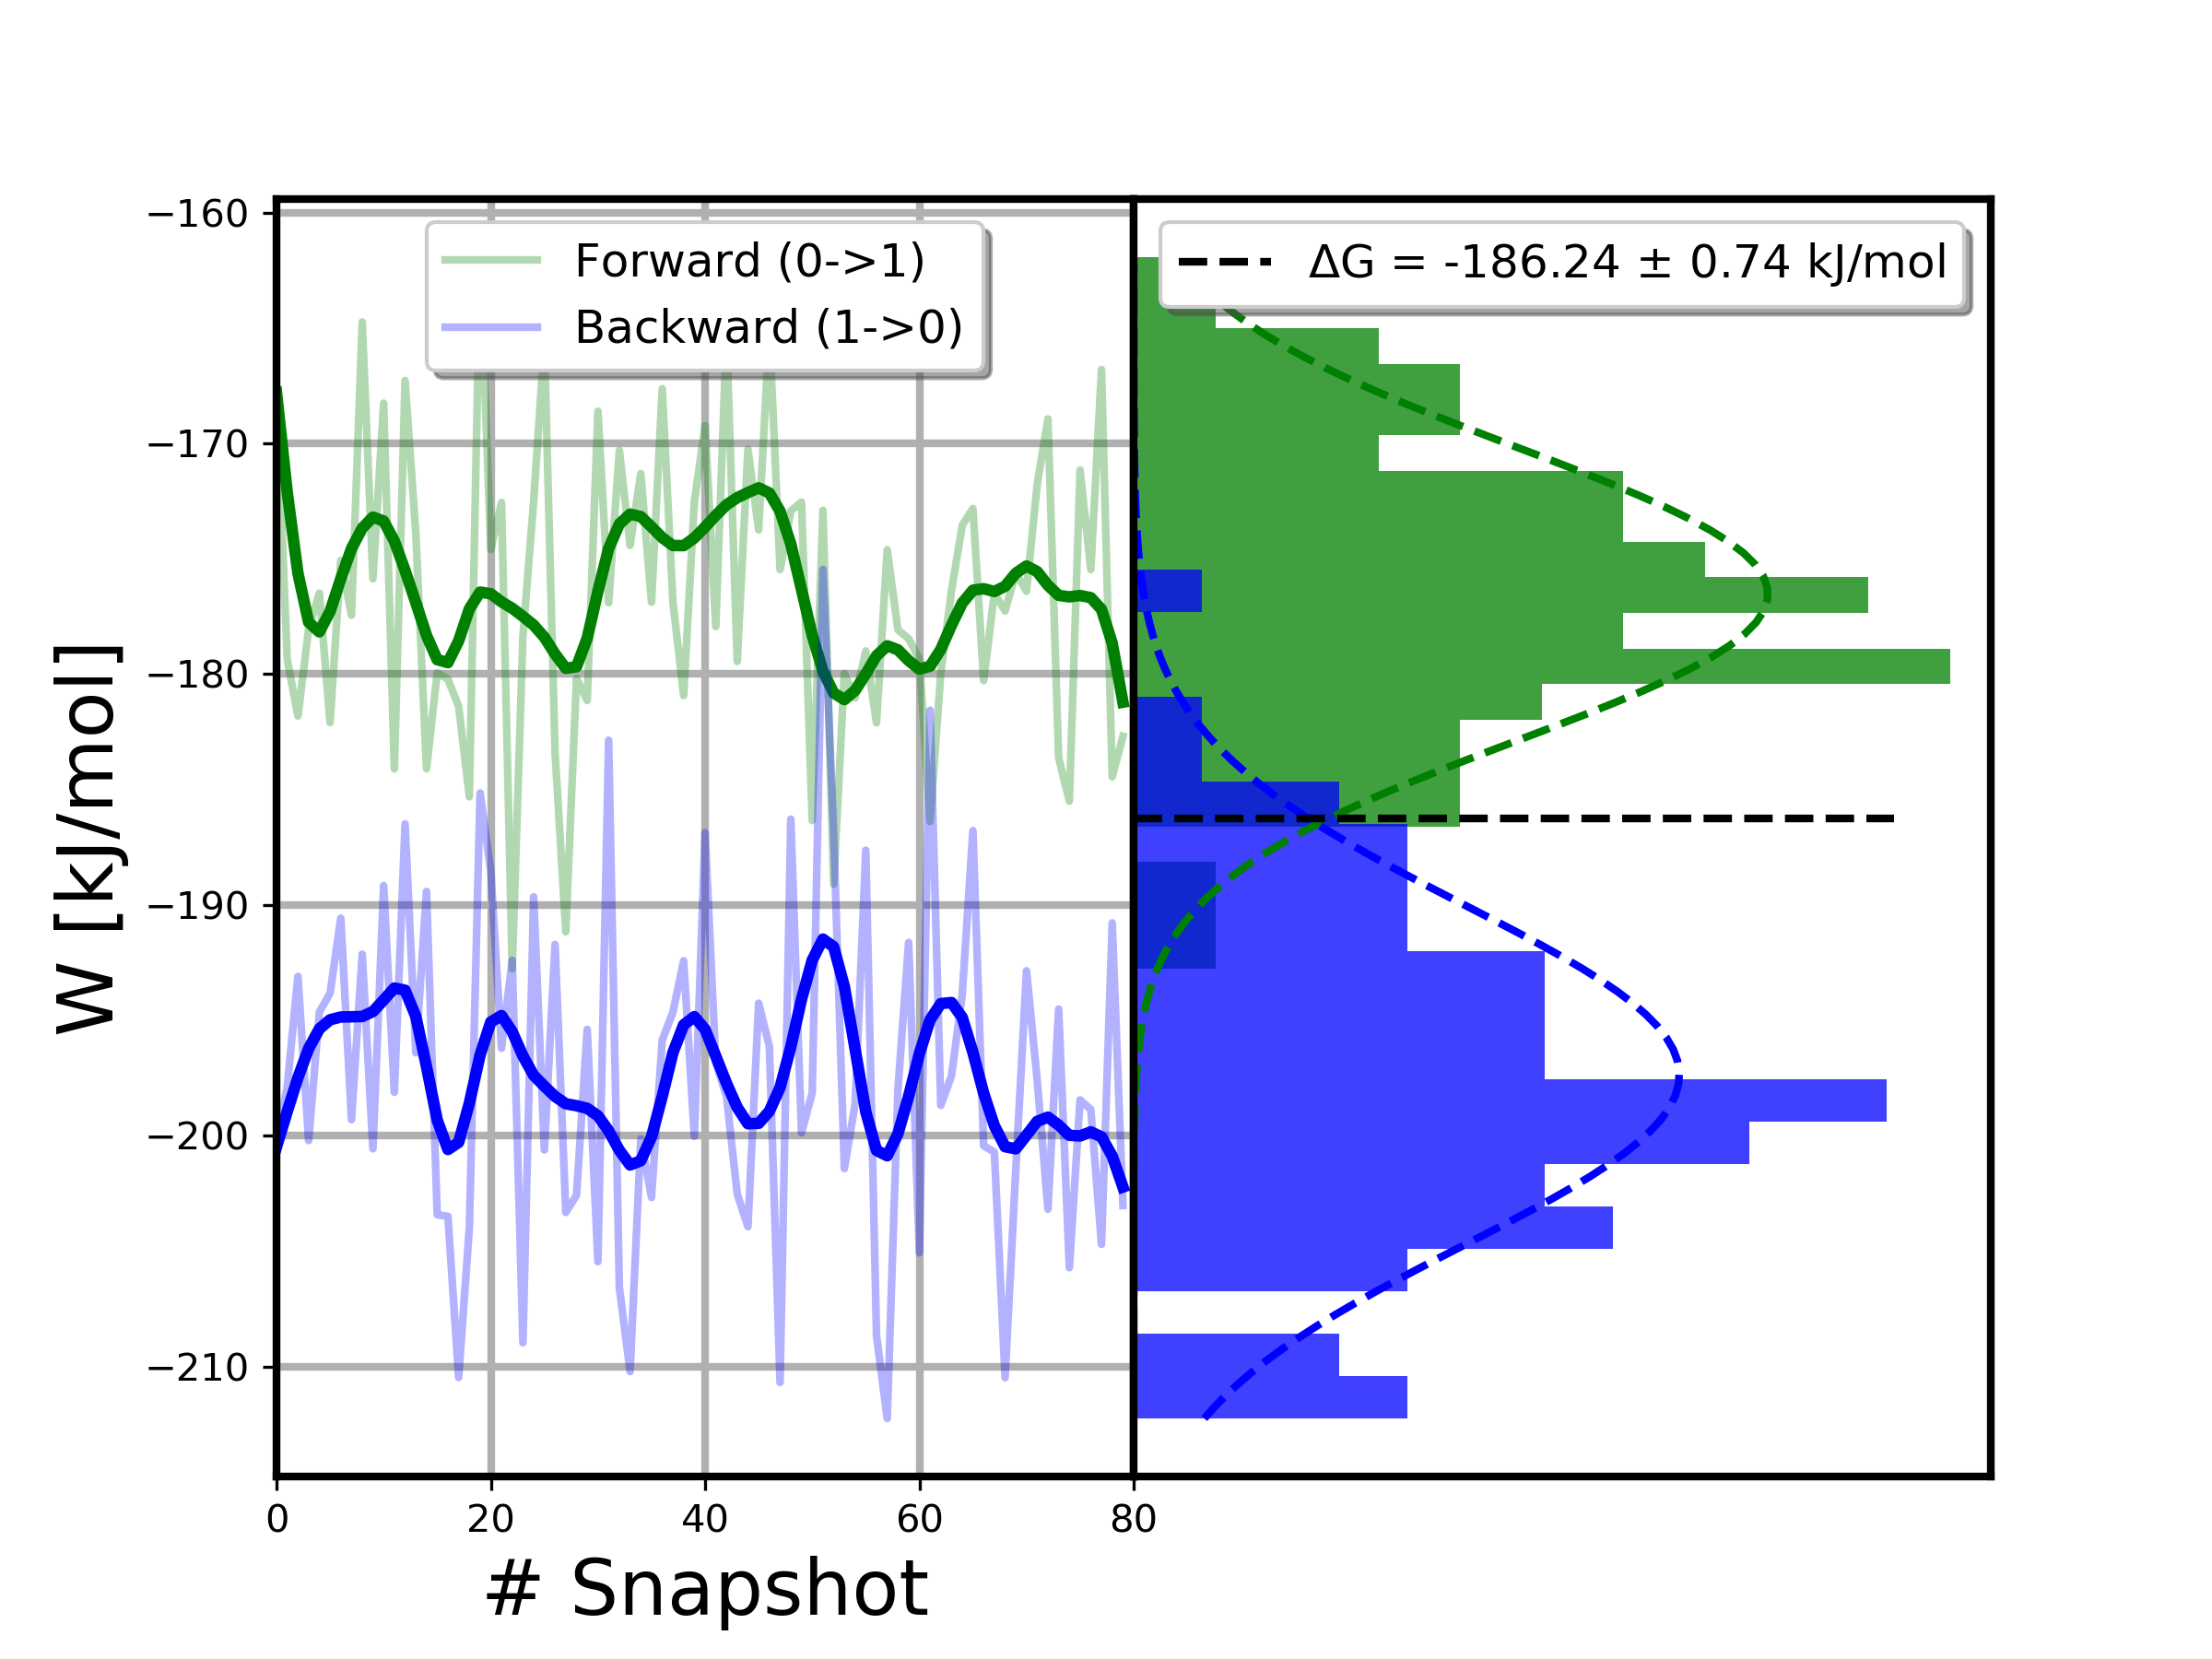 −160
−170
−180
−190
−200
−210
W [kJ/mol]
Forward (0->1)
Backward (1->0)
ΔG = -186.24 ± 0.74 kJ/mol
0 20 40 60 80
# Snapshot